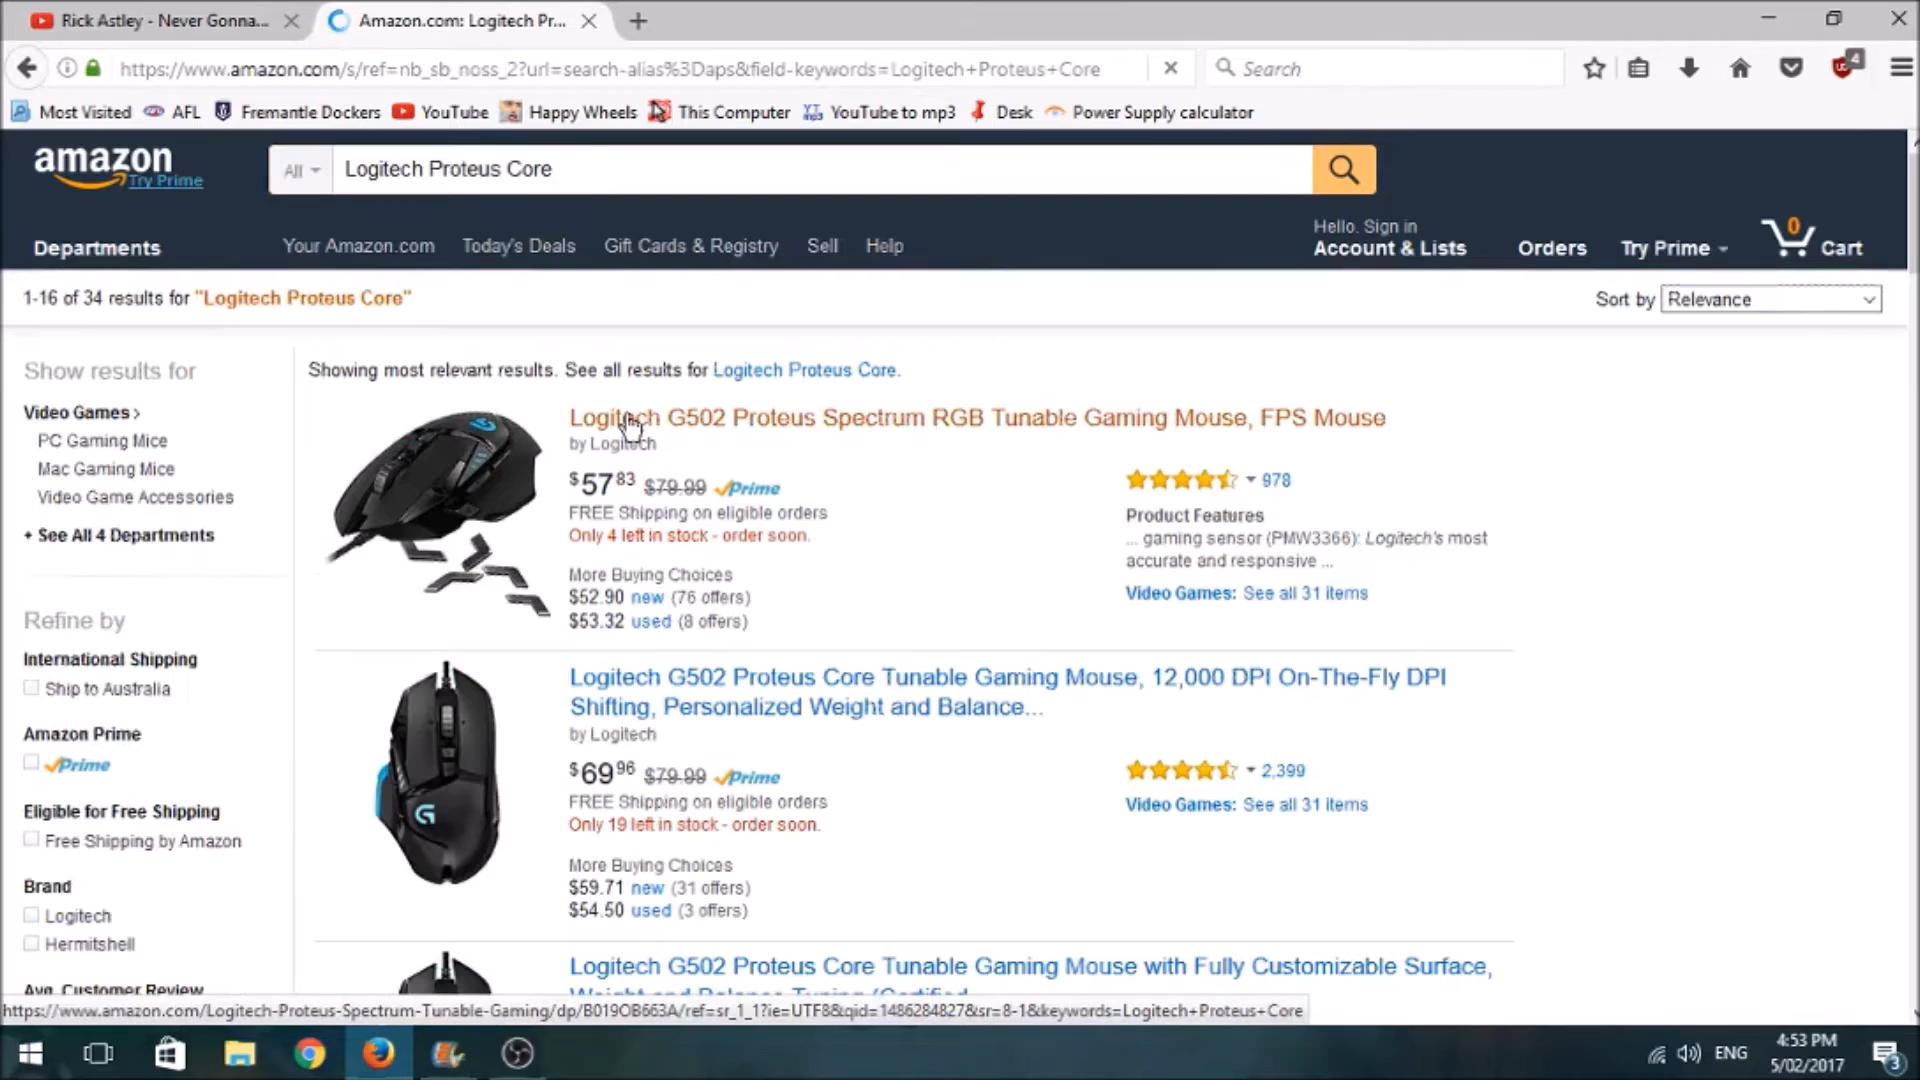 Rick Astley - Never Gonna...
Amazon.com: Logitech Pr...
https://www.amazon.com/s/ref=nb_sb_noss_2?url=search-alias%3Daps&field-keywords=Logitech+Proteus+Core
Search
4
Most Visited AFL Fremantle Dockers YouTube Happy Wheels This Computer YouTube to mp3 Desk Power Supply calculator
amazon
Try Prime
All
Logitech Proteus Core
Departments
Your Amazon.com Today's Deals Gift Cards & Registry Sell Help
Hello. Sign in
Account & Lists
Orders
Try Prime
0
Cart
1-16 of 34 results for "Logitech Proteus Core"
Sort by Relevance
Show results for
Video Games >
PC Gaming Mice
Mac Gaming Mice
Video Game Accessories
+ See All 4 Departments
Refine by
International Shipping
Ship to Australia
Amazon Prime
Prime
Eligible for Free Shipping
Free Shipping by Amazon
Brand
Logitech
Hermitshell
Avg. Customer Review
Showing most relevant results. See all results for Logitech Proteus Core.
Logitech G502 Proteus Spectrum RGB Tunable Gaming Mouse, FPS Mouse
by Logitech
$57 83 $79.99 Prime
FREE Shipping on eligible orders
Only 4 left in stock - order soon.
More Buying Choices
$52.90 new (76 offers)
$53.32 used (8 offers)
978
Product Features
... gaming sensor (PMW3366): Logitech's most
accurate and responsive ...
Video Games: See all 31 items
Logitech G502 Proteus Core Tunable Gaming Mouse, 12,000 DPI On-The-Fly DPI
Shifting, Personalized Weight and Balance...
by Logitech
$69 96 $79.99 Prime
FREE Shipping on eligible orders
Only 19 left in stock - order soon.
More Buying Choices
$59.71 new (31 offers)
$54.50 used (3 offers)
2,399
Video Games: See all 31 items
Logitech G502 Proteus Core Tunable Gaming Mouse with Fully Customizable Surface,
Weight and Balance Tuning (Certified
https://www.amazon.com/Logitech-Proteus-Spectrum-Tunable-Gaming/dp/B019OB663A/ref=sr_1_1?ie=UTF8&qid=1486284827&sr=8-1&keywords=Logitech+Proteus+Core
ENG
4:53 PM
5/02/2017
3